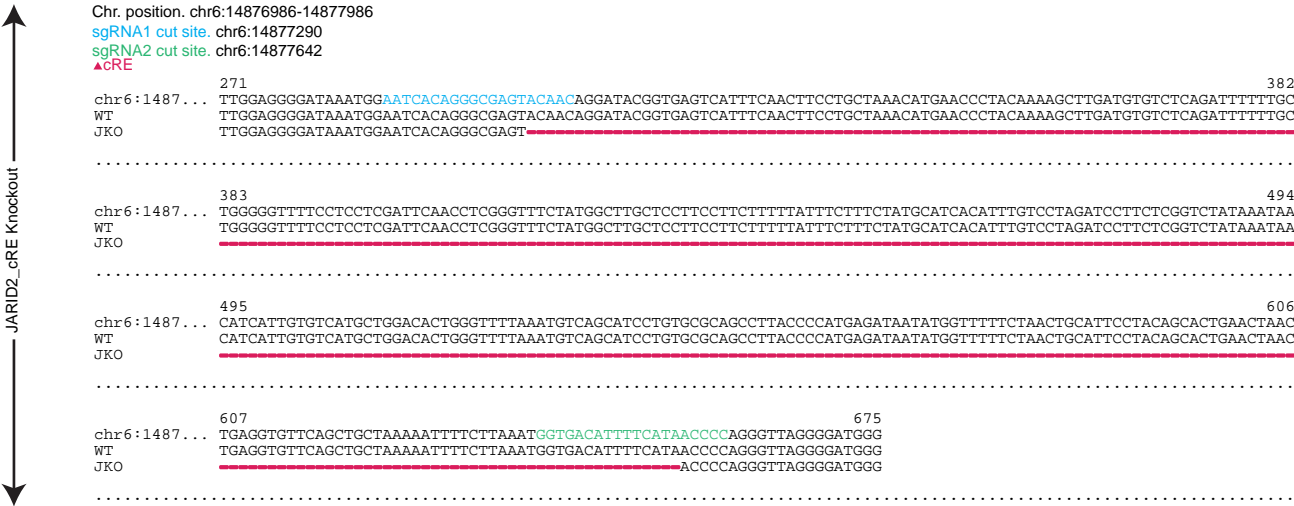 Chr. position. chr6:14876986-14877986
sgRNA1 cut site. chr6:14877290
sgRNA2 cut site. chr6:14877642
▲cRE
JARID2_cRE Knockout
271 382
chr6:1487... TTGGAGGGGATAAATGGAATCACAGGGCGAGTACAACAGGATACGGTGAGTCATTTCAACTTCCTGCTAAACATGAACCCTACAAAAGCTTGATGTGTCTCAGATTTTTTGC
WT TTGGAGGGGATAAATGGAATCACAGGGCGAGTACAACAGGATACGGTGAGTCATTTCAACTTCCTGCTAAACATGAACCCTACAAAAGCTTGATGTGTCTCAGATTTTTTGC
JKO TTGGAGGGGATAAATGGAATCACAGGGCGAGT
383 494
chr6:1487... TGGGGGTTTTCCTCCTCGATTCAACCTCGGGTTTCTATGGCTTGCTCCTTCCTTCTTTTTATTTCTTTCTATGCATCACATTTGTCCTAGATCCTTCTCGGTCTATAAATAA
WT TGGGGGTTTTCCTCCTCGATTCAACCTCGGGTTTCTATGGCTTGCTCCTTCCTTCTTTTTATTTCTTTCTATGCATCACATTTGTCCTAGATCCTTCTCGGTCTATAAATAA
JKO
495 606
chr6:1487... CATCATTGTGTCATGCTGGACACTGGGTTTTAAATGTCAGCATCCTGTGCGCAGCCTTACCCCATGAGATAATATGGTTTTTCTAACTGCATTCCTACAGCACTGAACTAAC
WT CATCATTGTGTCATGCTGGACACTGGGTTTTAAATGTCAGCATCCTGTGCGCAGCCTTACCCCATGAGATAATATGGTTTTTCTAACTGCATTCCTACAGCACTGAACTAAC
JKO
607 675
chr6:1487... TGAGGTGTTCAGCTGCTAAAAATTTTCTTAAATGGTGACATTTTCATAACCCCAGGGTTAGGGGATGGG
WT TGAGGTGTTCAGCTGCTAAAAATTTTCTTAAATGGTGACATTTTCATAACCCCAGGGTTAGGGGATGGG
JKO ACCCCAGGGTTAGGGGATGGG